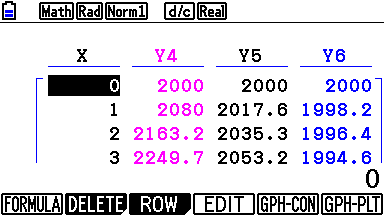 Math Rad Norm1 d/c Real
X Y4 Y5 Y6
0 2000 2000 2000
1 2080 2017.6 1998.2
2 2163.2 2035.3 1996.4
3 2249.7 2053.2 1994.6
0
FORMULA DELETE ROW EDIT GPH-CON GPH-PLT